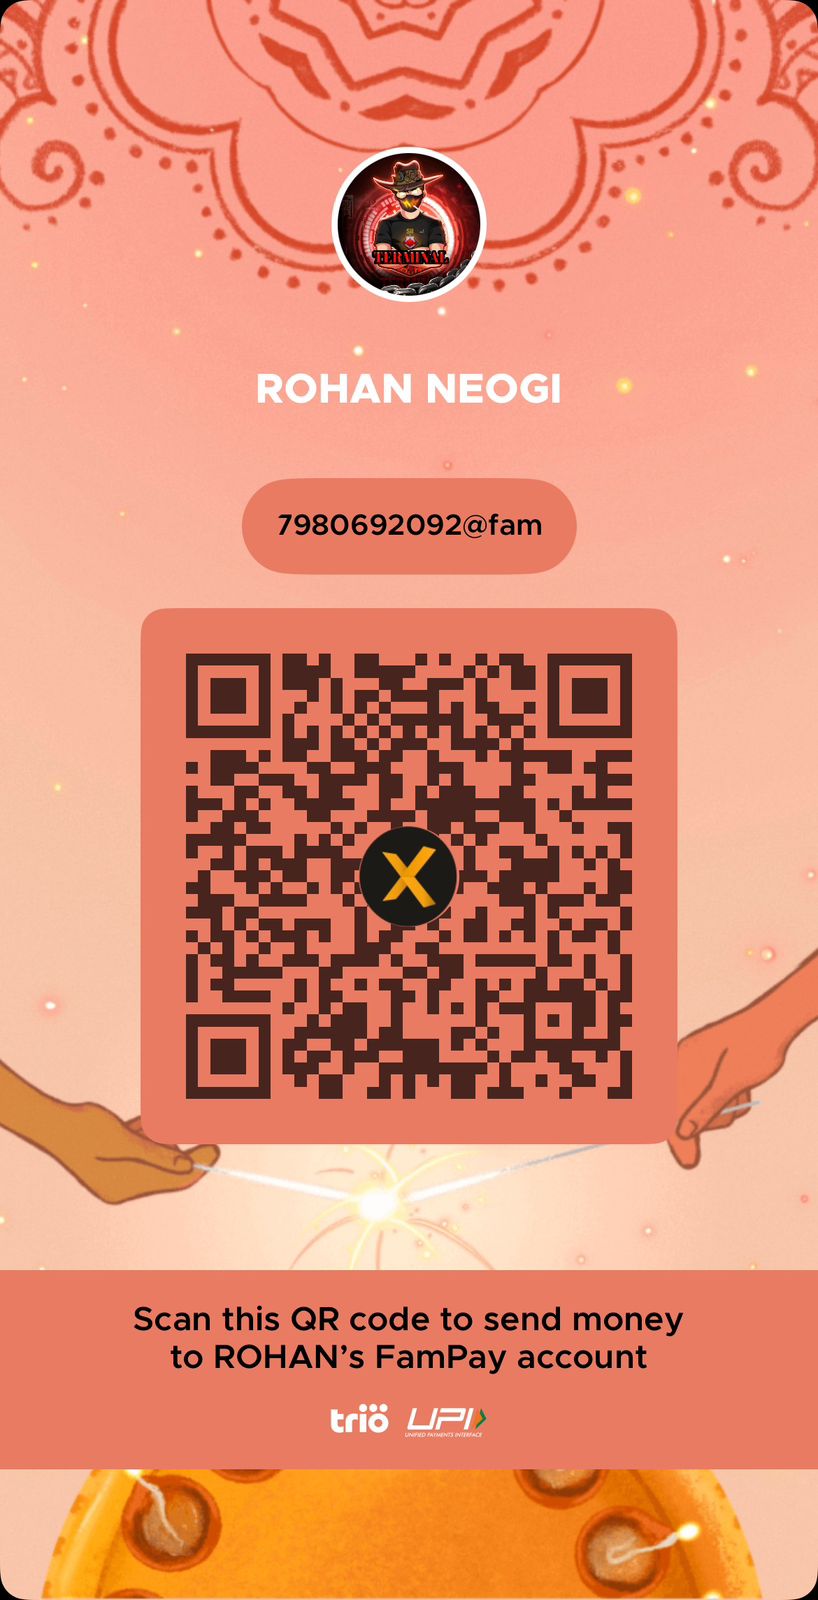 TERMINAL
ROHAN NEOGI
7980692092@fam
X
Scan this QR code to send money
to ROHAN’s FamPay account
trio UPI
UNIFIED PAYMENTS INTERFACE